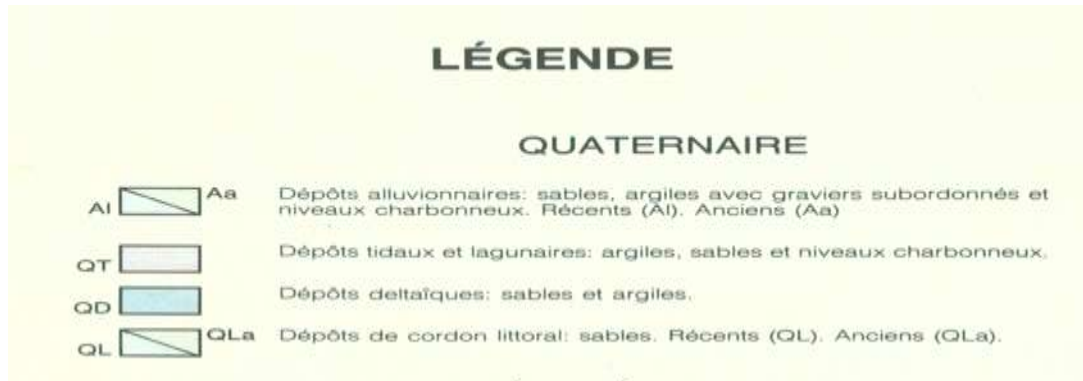 LÉGENDE
QUATERNAIRE
Al Aa Dépôts alluvionnaires: sables, argiles avec graviers subordonnés et
niveaux charbonneux. Récents (Al). Anciens (Aa)
QT Dépôts tidaux et lagunaires: argiles, sables et niveaux charbonneux.
QD Dépôts deltaîques: sables et argiles.
QL QLa Dépôts de cordon littoral: sables. Récents (QL). Anciens (QLa).